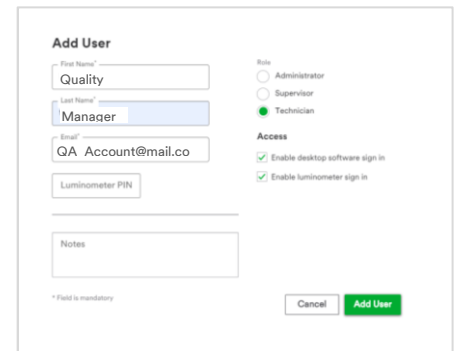 Add User
First Name*
Quality
Last Name*
Manager
Email*
QA Account@mail.co
Luminometer PIN
Notes
* Field is mandatory
Role
Administrator
Supervisor
Technician
Access
Enable desktop software sign in
Enable luminometer sign in
Cancel
Add User